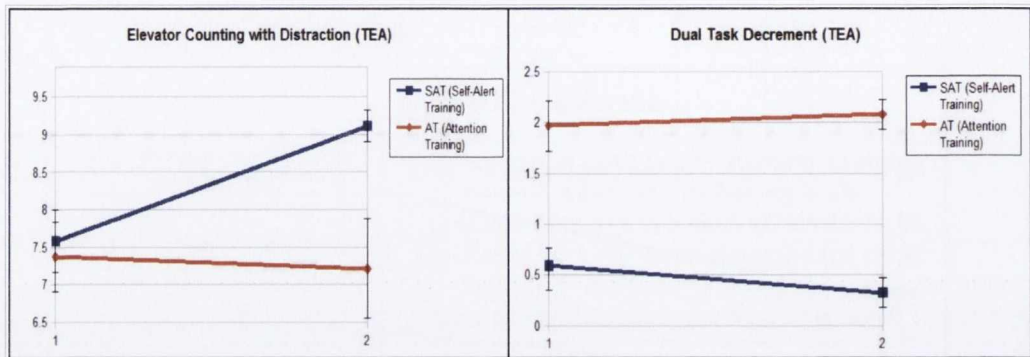 Elevator Counting with Distraction (TEA)
9.5
9
8.5
8
7.5
7
6.5
1
2
SAT (Self-Alert
Training)
AT (Attention
Training)
Dual Task Decrement (TEA)
2.5
2
1.5
1
0.5
0
1
2
SAT (Self-Alert
Training)
AT (Attention
Training)